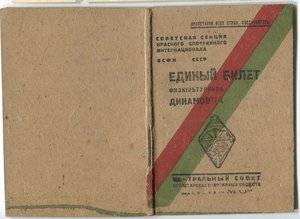 ПРОЛЕТАРИИ ВСЕХ СТРАН, СОЕДИНЯЙТЕСЬ!
СОВЕТСКАЯ СЕКЦИЯ
КРАСНОГО СПОРТИВНОГО
ИНТЕРНАЦИОНАЛА
ВСФК СССР
ЕДИНЫЙ БИЛЕТ
ФИЗКУЛЬТУРНИКА
ДИНАМОВЦА
ЦЕНТРАЛЬНЫЙ СОВЕТ